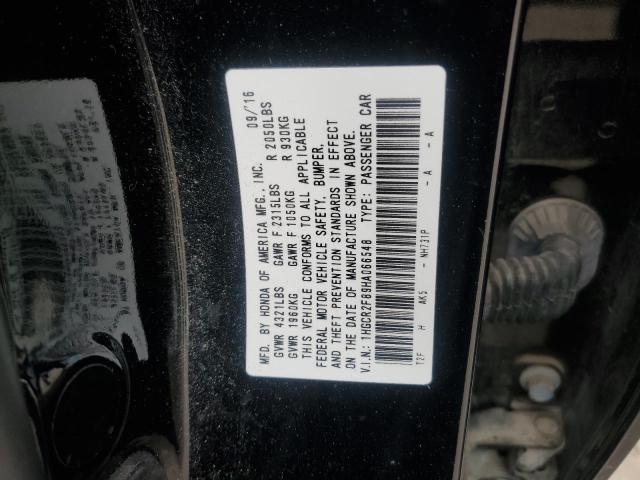 MFD. BY HONDA OF AMERICA MFG., INC. 09/'16
GVWR 4321LBS GAWR F 2315LBS R 2050LBS
GVWR 1960KG GAWR F 1050KG R 930KG
THIS VEHICLE CONFORMS TO ALL APPLICABLE
FEDERAL MOTOR VEHICLE SAFETY, BUMPER,
AND THEFT PREVENTION STANDARDS IN EFFECT
ON THE DATE OF MANUFACTURE SHOWN ABOVE.
V.I.N.: 1HGCR2F89HA066548 TYPE: PASSENGER CAR
T2F H AK5 - NH731P - A - A